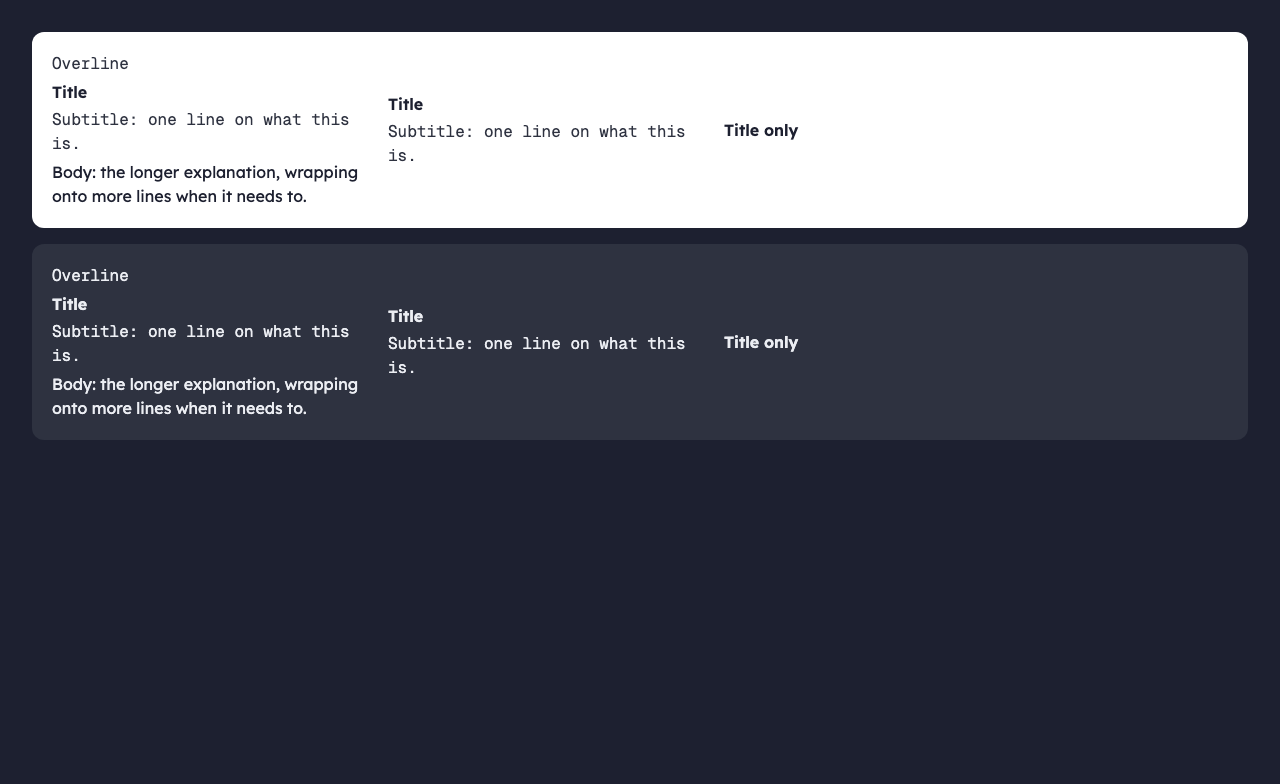 Overline
Title
Subtitle: one line on what this
is.
Body: the longer explanation, wrapping
onto more lines when it needs to.
Title
Subtitle: one line on what this
is.
Title only
Overline
Title
Subtitle: one line on what this
is.
Body: the longer explanation, wrapping
onto more lines when it needs to.
Title
Subtitle: one line on what this
is.
Title only